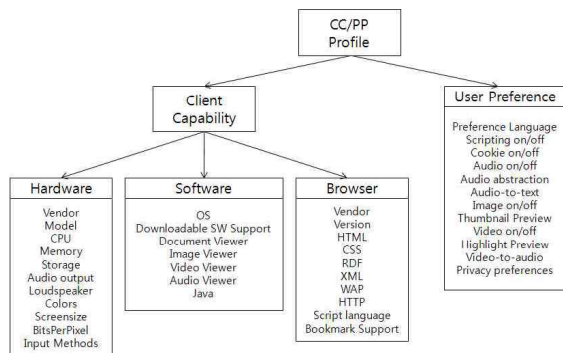 CC/PP
Profile
Client
Capability
User Preference
Preference Language
Scripting on/off
Cookie on/off
Audio on/off
Audio abstraction
Audio-to-text
Image on/off
Thumbnail Preview
Video on/off
Highlight Preview
Video-to-audio
Privacy preferences
Hardware
Vendor
Model
CPU
Memory
Storage
Audio output
Loudspeaker
Colors
Screensize
BitsPerPixel
Input Methods
Software
OS
Downloadable SW Support
Document Viewer
Image Viewer
Video Viewer
Audio Viewer
Java
Browser
Vendor
Version
HTML
CSS
RDF
XML
WAP
HTTP
Script language
Bookmark Support